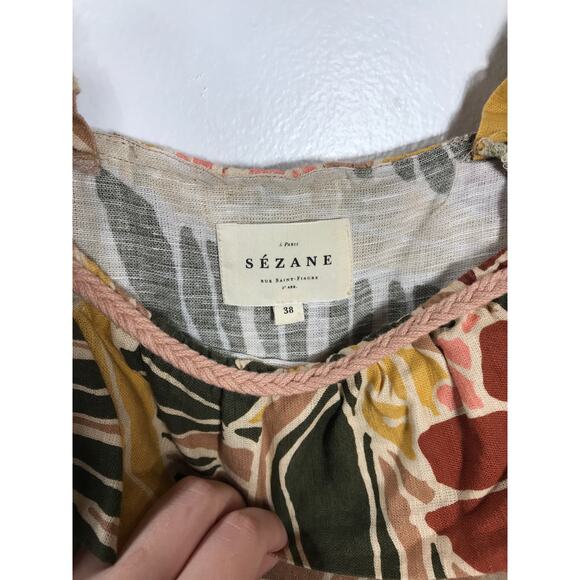 à PARIS
SÉZANE
RUE SAINT-FIACRE
2e ARR.
38